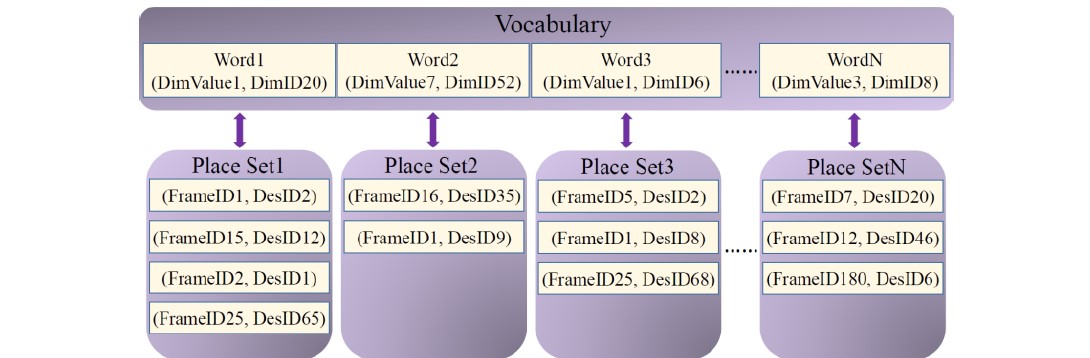 Vocabulary
Word1
(DimValue1, DimID20)
Word2
(DimValue7, DimID52)
Word3
(DimValue1, DimID6)
......
WordN
(DimValue3, DimID8)
Place Set1
(FrameID1, DesID2)
(FrameID15, DesID12)
(FrameID2, DesID1)
(FrameID25, DesID65)
Place Set2
(FrameID16, DesID35)
(FrameID1, DesID9)
Place Set3
(FrameID5, DesID2)
(FrameID1, DesID8)
(FrameID25, DesID68)
......
Place SetN
(FrameID7, DesID20)
(FrameID12, DesID46)
(FrameID180, DesID6)